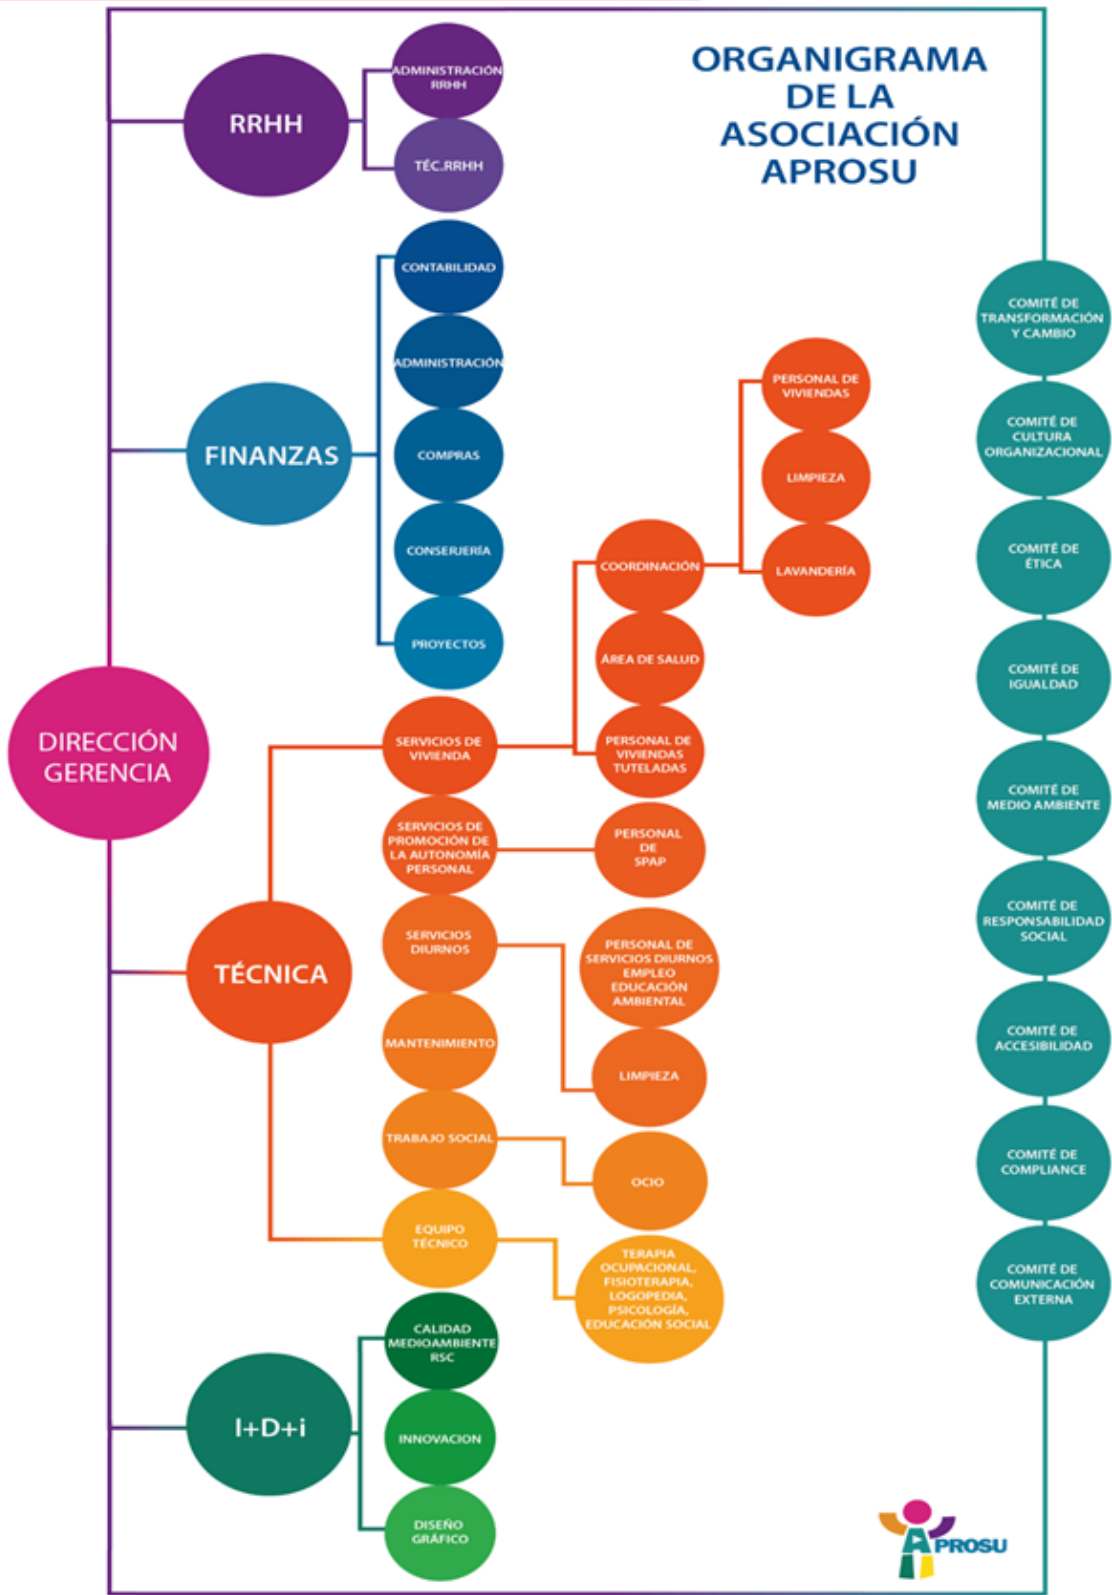 ORGANIGRAMA
DE LA
ASOCIACIÓN
APROSU
DIRECCIÓN
GERENCIA
RRHH
ADMINISTRACIÓN
RRHH
TÉC.RRHH
FINANZAS
CONTABILIDAD
ADMINISTRACIÓN
COMPRAS
CONSERJERÍA
PROYECTOS
TÉCNICA
SERVICIOS DE
VIVIENDA
COORDINACIÓN
PERSONAL DE
VIVIENDAS
LIMPIEZA
LAVANDERÍA
ÁREA DE SALUD
PERSONAL DE
VIVIENDAS
TUTELADAS
SERVICIOS DE
PROMOCIÓN DE
LA AUTONOMÍA
PERSONAL
PERSONAL
DE
SPAP
SERVICIOS
DIURNOS
PERSONAL DE
SERVICIOS DIURNOS
EMPLEO
EDUCACIÓN
AMBIENTAL
LIMPIEZA
MANTENIMIENTO
TRABAJO SOCIAL
OCIO
EQUIPO
TÉCNICO
TERAPIA
OCUPACIONAL,
FISIOTERAPIA,
LOGOPEDIA,
PSICOLOGÍA,
EDUCACIÓN SOCIAL
I+D+i
CALIDAD
MEDIOAMBIENTE
RSC
INNOVACION
DISEÑO
GRÁFICO
COMITÉ DE
TRANSFORMACIÓN
Y CAMBIO
COMITÉ DE
CULTURA
ORGANIZACIONAL
COMITÉ DE
ÉTICA
COMITÉ DE
IGUALDAD
COMITÉ DE
MEDIO AMBIENTE
COMITÉ DE
RESPONSABILIDAD
SOCIAL
COMITÉ DE
ACCESIBILIDAD
COMITÉ DE
COMPLIANCE
COMITÉ DE
COMUNICACIÓN
EXTERNA
APROSU